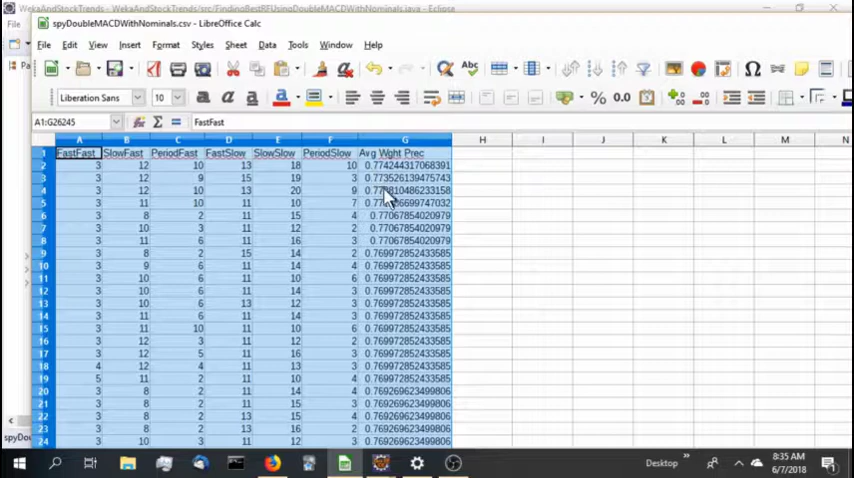 WekaAndStockTrends - WekaAndStockTrends/src/FindingBestRFUsingDoubleMACDWithNominals.java - Eclipse
spyDoubleMACDWithNominals.csv - LibreOffice Calc
File
File Edit View Insert Format Styles Sheet Data Tools Window Help
Liberation Sans 10 a a a a % 0.0
A1:G26245 Σ = FastFast
A B C D E F G H I J K L M N
1 FastFast SlowFast PeriodFast FastSlow SlowSlow PeriodSlow Avg Wght Prec
2 3 12 10 13 18 10 0.774244317068391
3 3 12 9 15 19 3 0.773526139475743
4 3 12 10 13 20 9
5 3 11 10 11 10 7
6 3 8 2 11 15 4 0.77067854020979
7 3 10 3 11 12 2 0.77067854020979
8 3 11 6 11 16 3 0.77067854020979
9 3 8 2 15 14 2 0.769972852433585
10 3 9 6 11 14 4 0.769972852433585
11 3 10 6 11 10 6 0.769972852433585
12 3 10 6 11 14 2 0.769972852433585
13 3 10 6 13 12 3 0.769972852433585
14 3 11 6 11 14 3 0.769972852433585
15 3 11 10 11 10 6 0.769972852433585
16 3 12 3 11 12 2 0.769972852433585
17 3 12 5 11 16 3 0.769972852433585
18 4 12 4 11 13 3 0.769972852433585
19 5 11 2 11 10 4 0.769972852433585
20 3 8 2 11 14 4 0.769269623499806
21 3 8 2 11 15 3 0.769269623499806
22 3 8 2 13 15 4 0.769269623499806
23 3 8 2 13 16 2 0.769269623499806
24 3 10 3 11 12 3 0.769269623499806
Pa
spyDo
Desktop
8:35 AM
6/7/2018